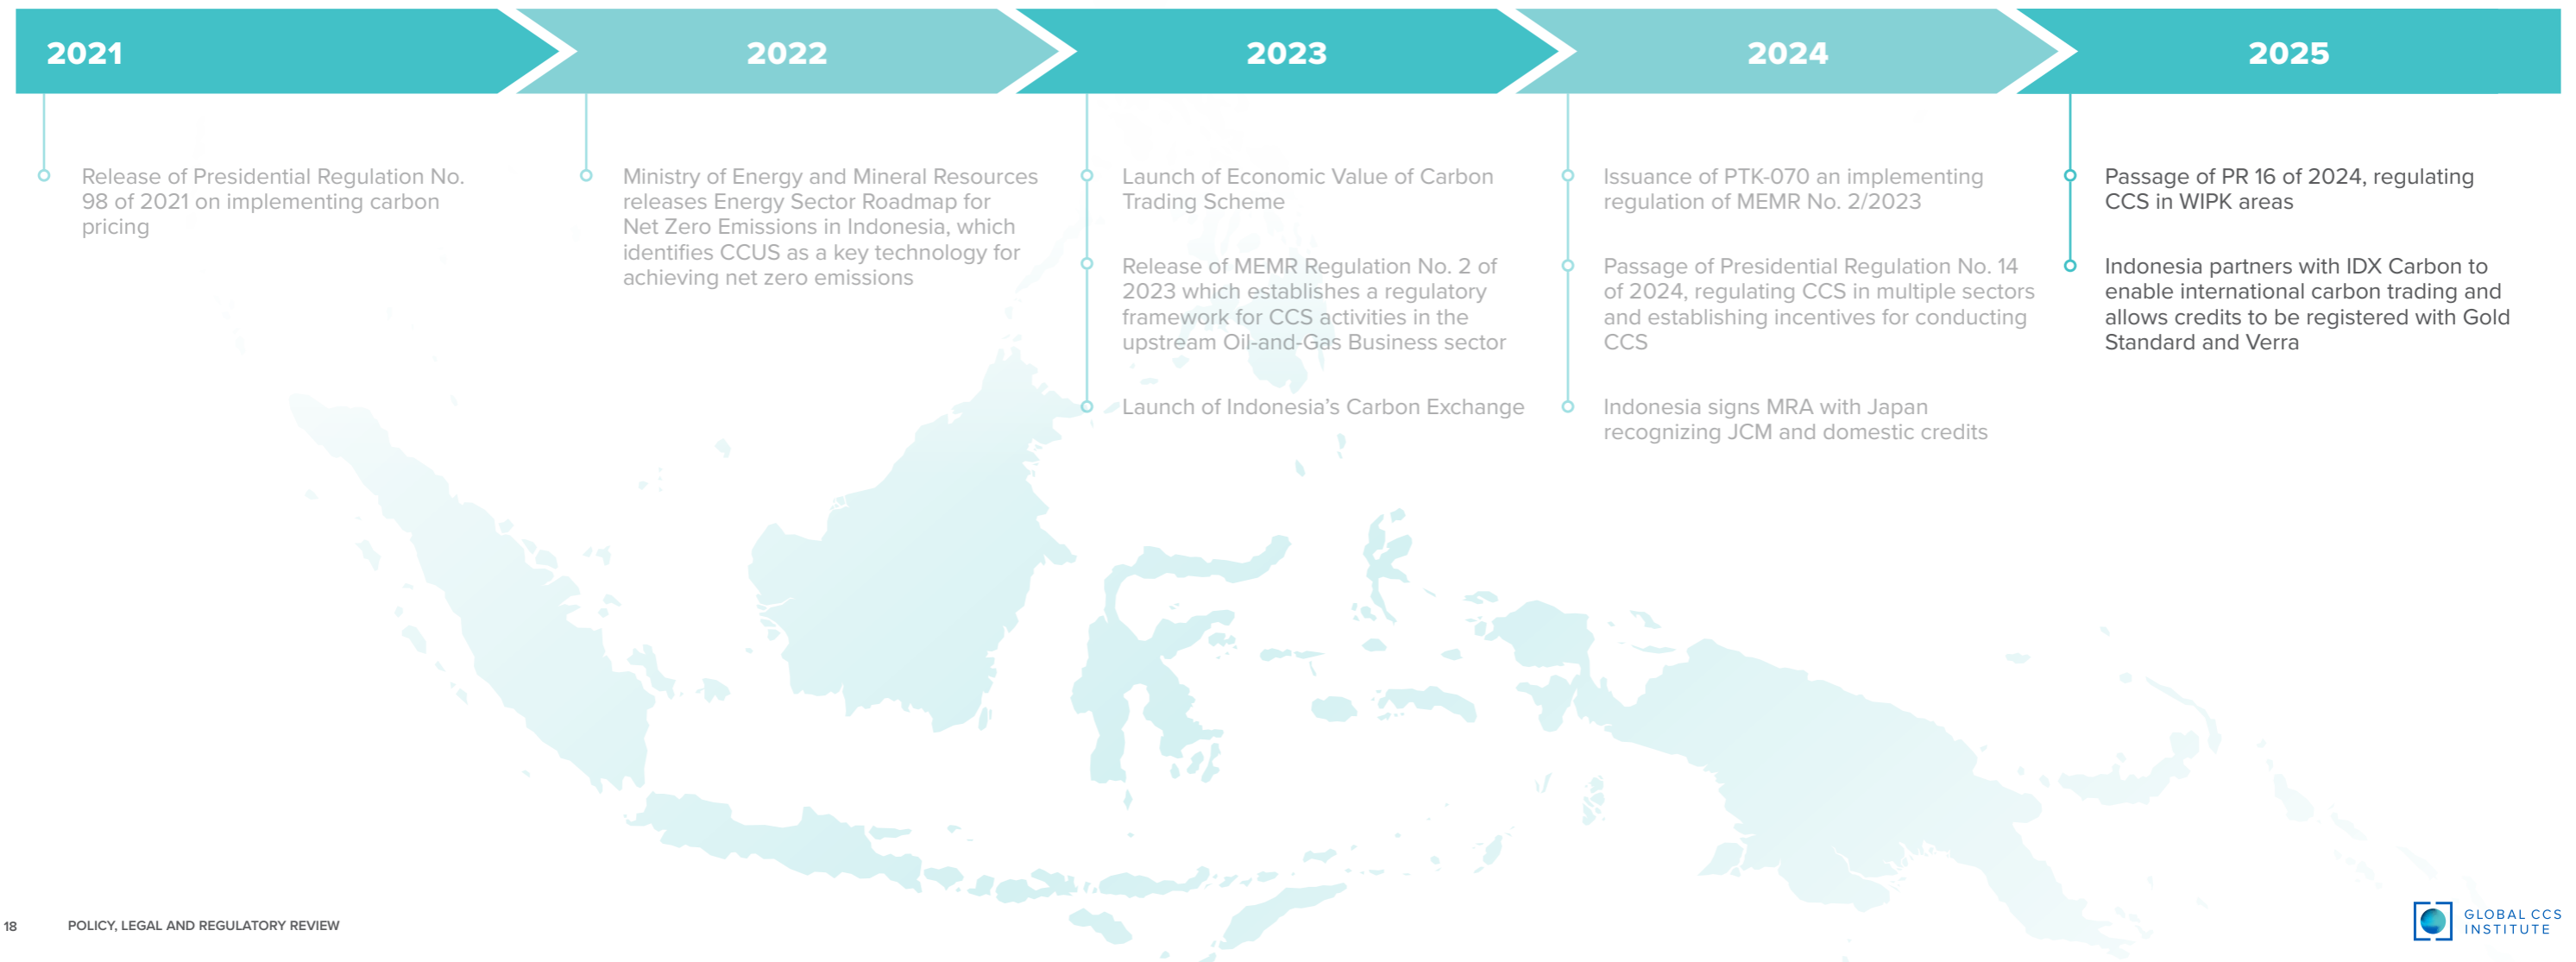 2021
2022
2023
2024
2025
Release of Presidential Regulation No.
98 of 2021 on implementing carbon
pricing
Ministry of Energy and Mineral Resources
releases Energy Sector Roadmap for
Net Zero Emissions in Indonesia, which
identifies CCUS as a key technology for
achieving net zero emissions
Launch of Economic Value of Carbon
Trading Scheme
Release of MEMR Regulation No. 2 of
2023 which establishes a regulatory
framework for CCS activities in the
upstream Oil-and-Gas Business sector
Launch of Indonesia’s Carbon Exchange
Issuance of PTK-070 an implementing
regulation of MEMR No. 2/2023
Passage of Presidential Regulation No. 14
of 2024, regulating CCS in multiple sectors
and establishing incentives for conducting
CCS
Indonesia signs MRA with Japan
recognizing JCM and domestic credits
Passage of PR 16 of 2024, regulating
CCS in WIPK areas
Indonesia partners with IDX Carbon to
enable international carbon trading and
allows credits to be registered with Gold
Standard and Verra
18
POLICY, LEGAL AND REGULATORY REVIEW
GLOBAL CCS
INSTITUTE